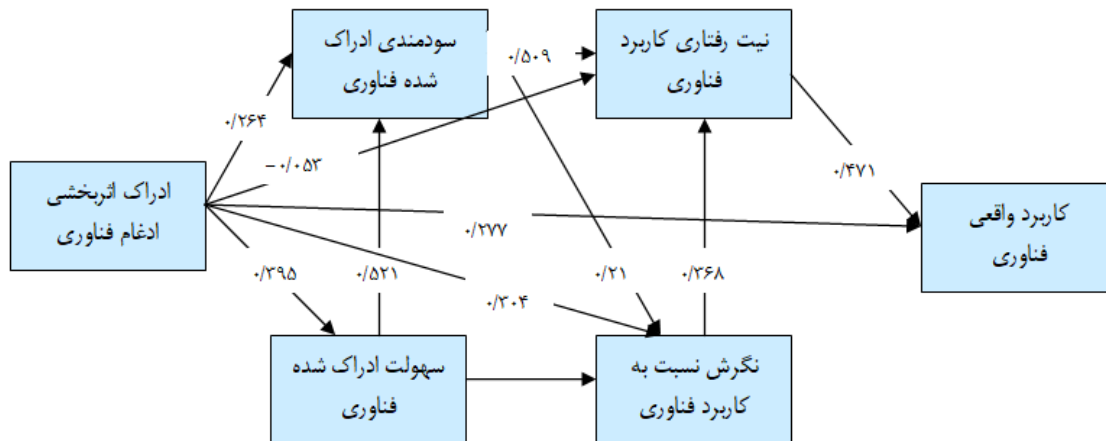 سودمندی ادراک
شده فناوری
نیت رفتاری کاربرد
فناوری
۰/۵۰۹
۰/۲۶۴
-۰/۰۵۳
۰/۴۷۱
ادراک اثربخشی
ادغام فناوری
کاربرد واقعی
فناوری
۰/۲۷۷
۰/۳۹۵
۰/۵۲۱
۰/۳۰۴
۰/۲۱
۰/۳۶۸
سهولت ادراک شده
فناوری
نگرش نسبت به
کاربرد فناوری